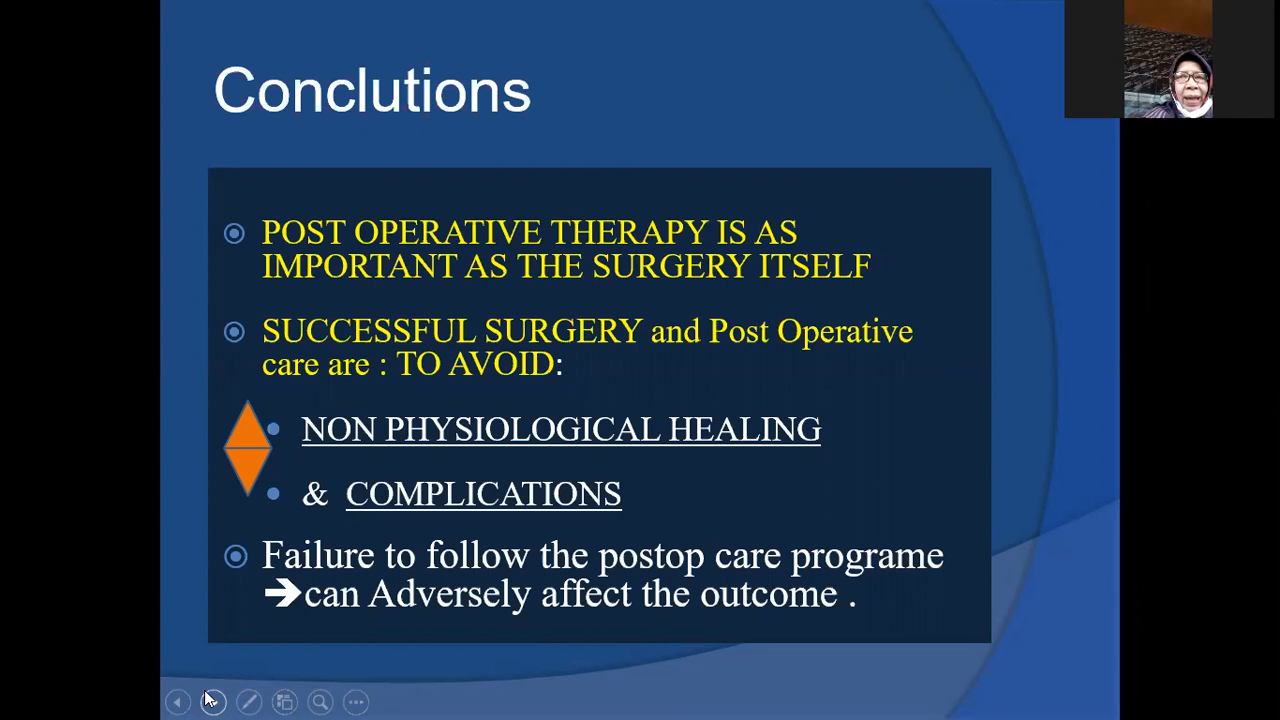 Conclutions
POST OPERATIVE THERAPY IS AS
IMPORTANT AS THE SURGERY ITSELF
SUCCESSFUL SURGERY and Post Operative
care are : TO AVOID:
NON PHYSIOLOGICAL HEALING
& COMPLICATIONS
Failure to follow the postop care programe
➔can Adversely affect the outcome .